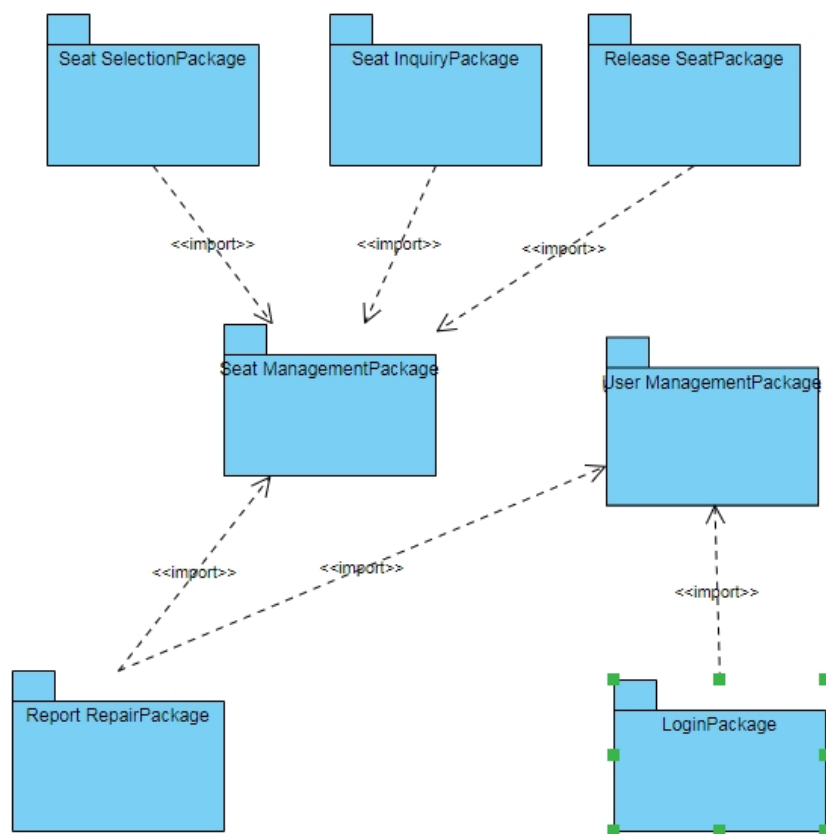 Seat SelectionPackage
Seat InquiryPackage
Release SeatPackage
<<import>>
<<import>>
<<import>>
Seat ManagementPackage
User ManagementPackage
<<import>>
<<import>>
<<import>>
Report RepairPackage
LoginPackage